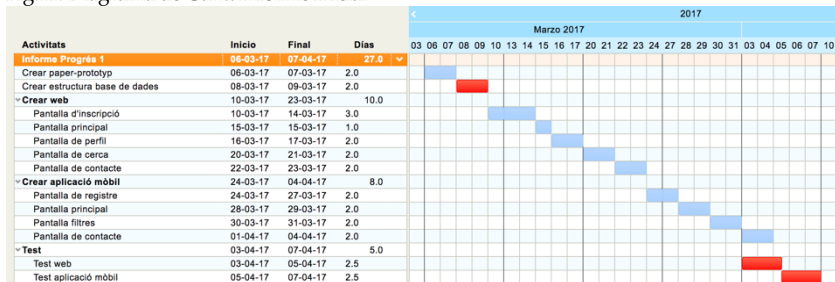 2017
Marzo 2017
Activitats Inicio Final Días 03 06 07 08 09 10 13 14 15 16 17 20 21 22 23 24 27 28 29 30 31 03 04 05 06 07 10
Informe Progrés 1 06-03-17 07-04-17 27.0
Crear paper-prototyp 06-03-17 07-03-17 2.0
Crear estructura base de dades 08-03-17 09-03-17 2.0
Crear web 10-03-17 23-03-17 10.0
Pantalla d'inscripció 10-03-17 14-03-17 3.0
Pantalla principal 15-03-17 15-03-17 1.0
Pantalla de perfil 16-03-17 17-03-17 2.0
Pantalla de cerca 20-03-17 21-03-17 2.0
Pantalla de contacte 22-03-17 23-03-17 2.0
Crear aplicació mòbil 24-03-17 04-04-17 8.0
Pantalla de registre 24-03-17 27-03-17 2.0
Pantalla principal 28-03-17 29-03-17 2.0
Pantalla filtres 30-03-17 31-03-17 2.0
Pantalla de contacte 01-04-17 04-04-17 2.0
Test 03-04-17 07-04-17 5.0
Test web 03-04-17 05-04-17 2.5
Test aplicació mòbil 05-04-17 07-04-17 2.5